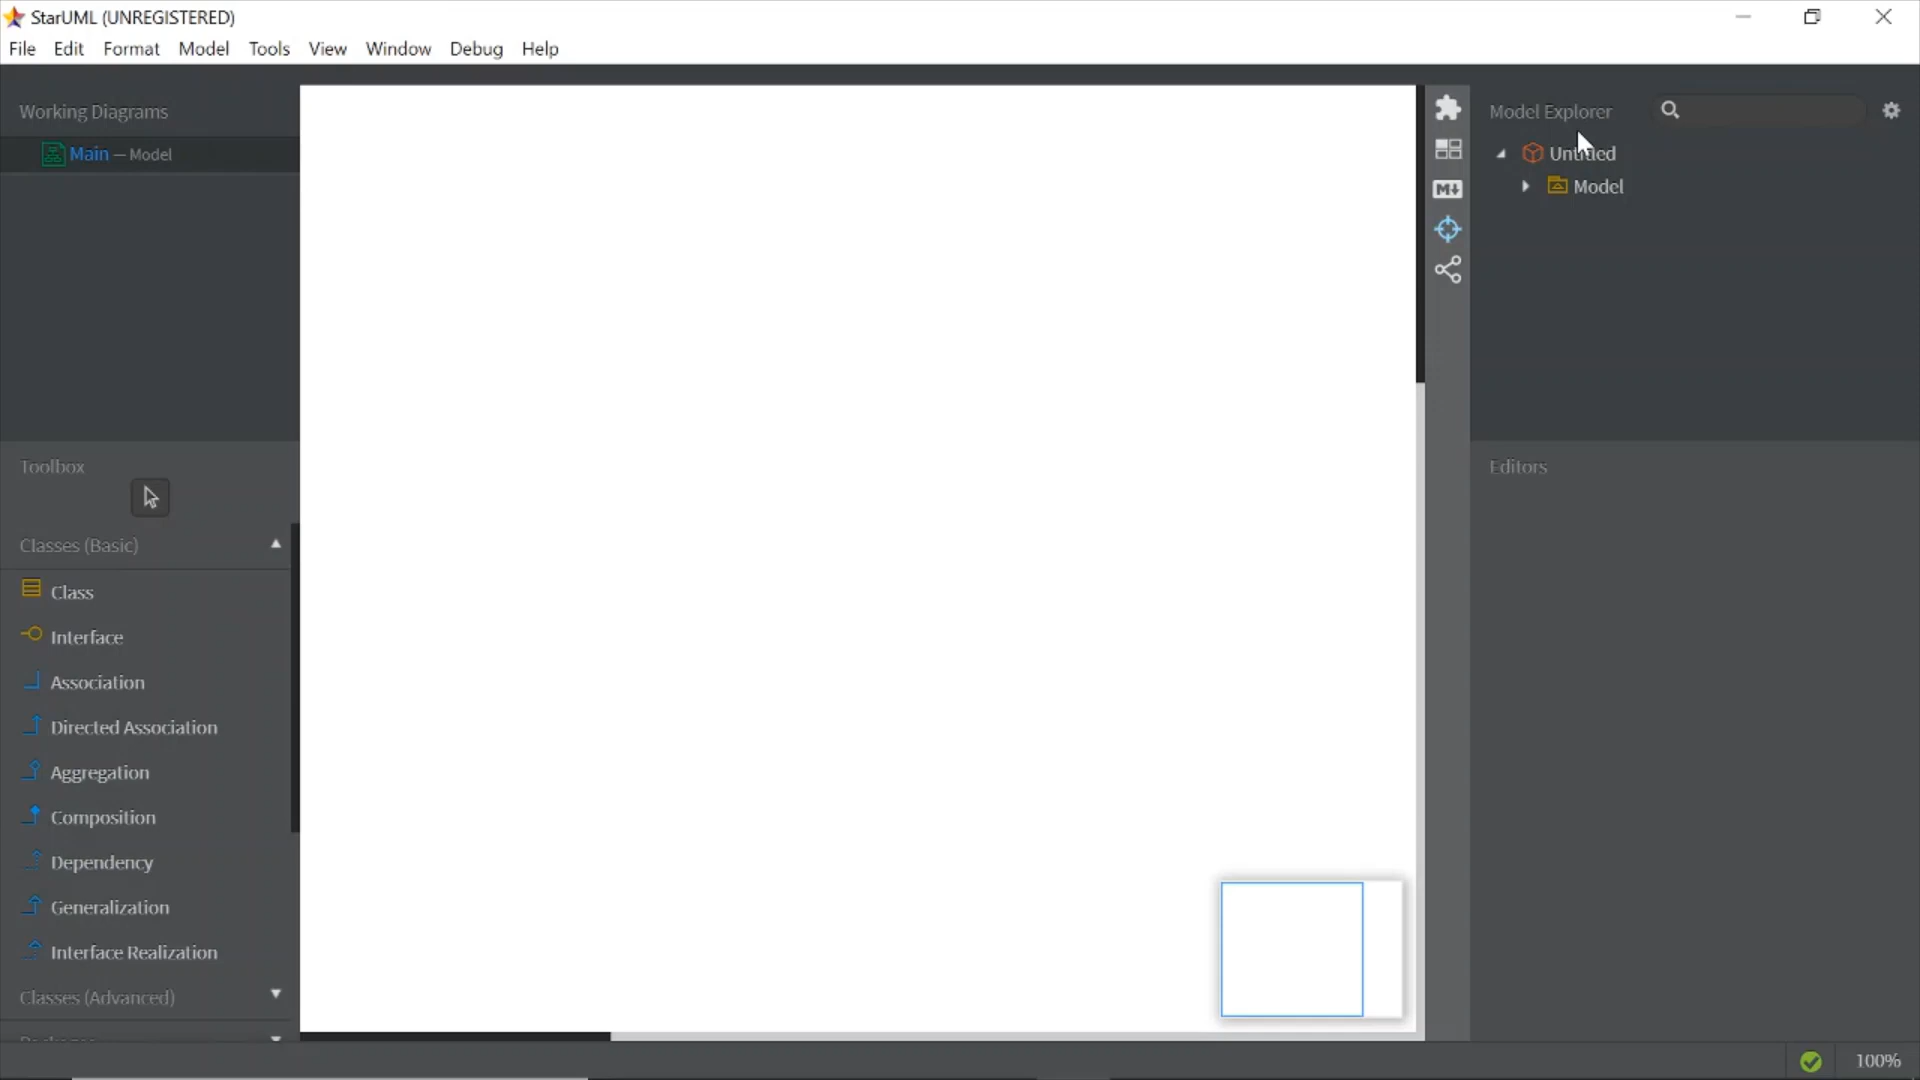 StarUML (UNREGISTERED)
File Edit Format Model Tools View Window Debug Help
Working Diagrams
Main — Model
Toolbox
Classes (Basic)
Class
Interface
Association
Directed Association
Aggregation
Composition
Dependency
Generalization
Interface Realization
Classes (Advanced)
M
Model Explorer
Untitled
Model
Editors
100%